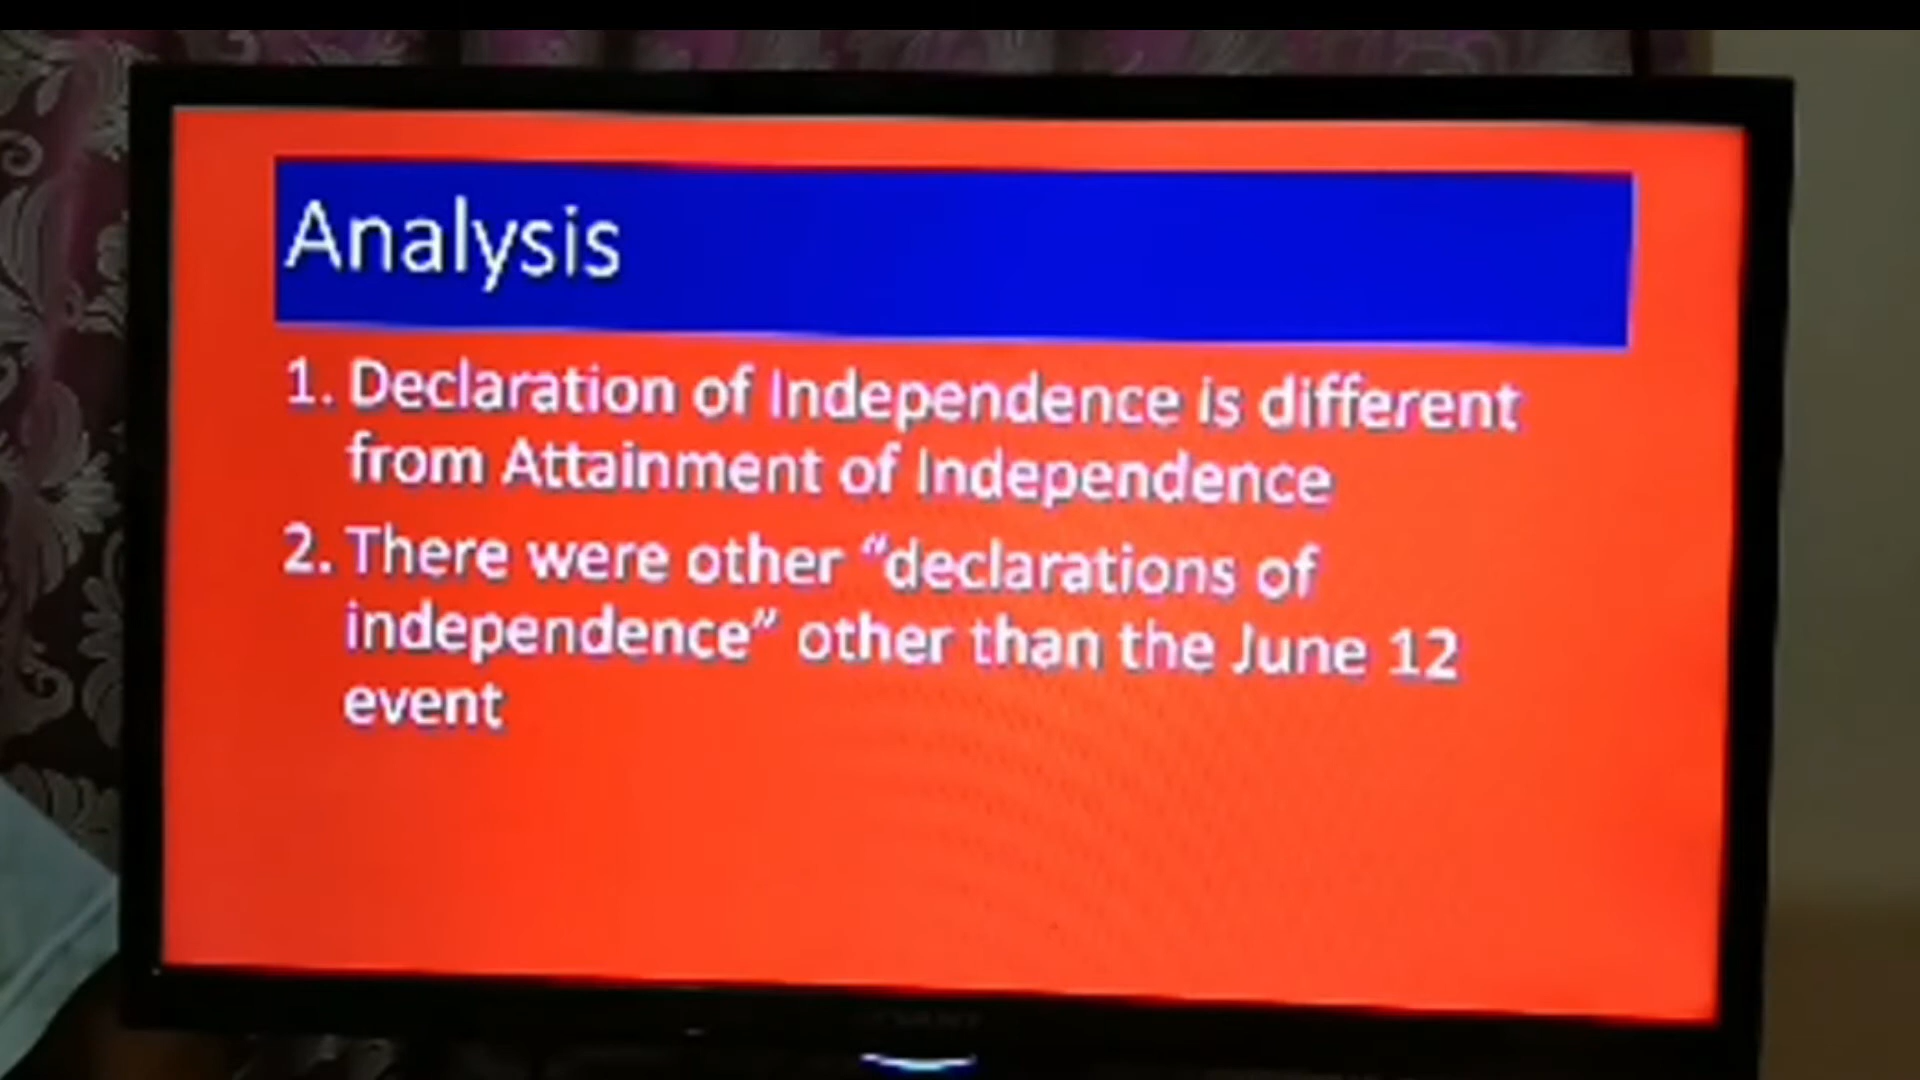 Analysis
1. Declaration of Independence is different
from Attainment of Independence
2. There were other “declarations of
independence” other than the June 12
event